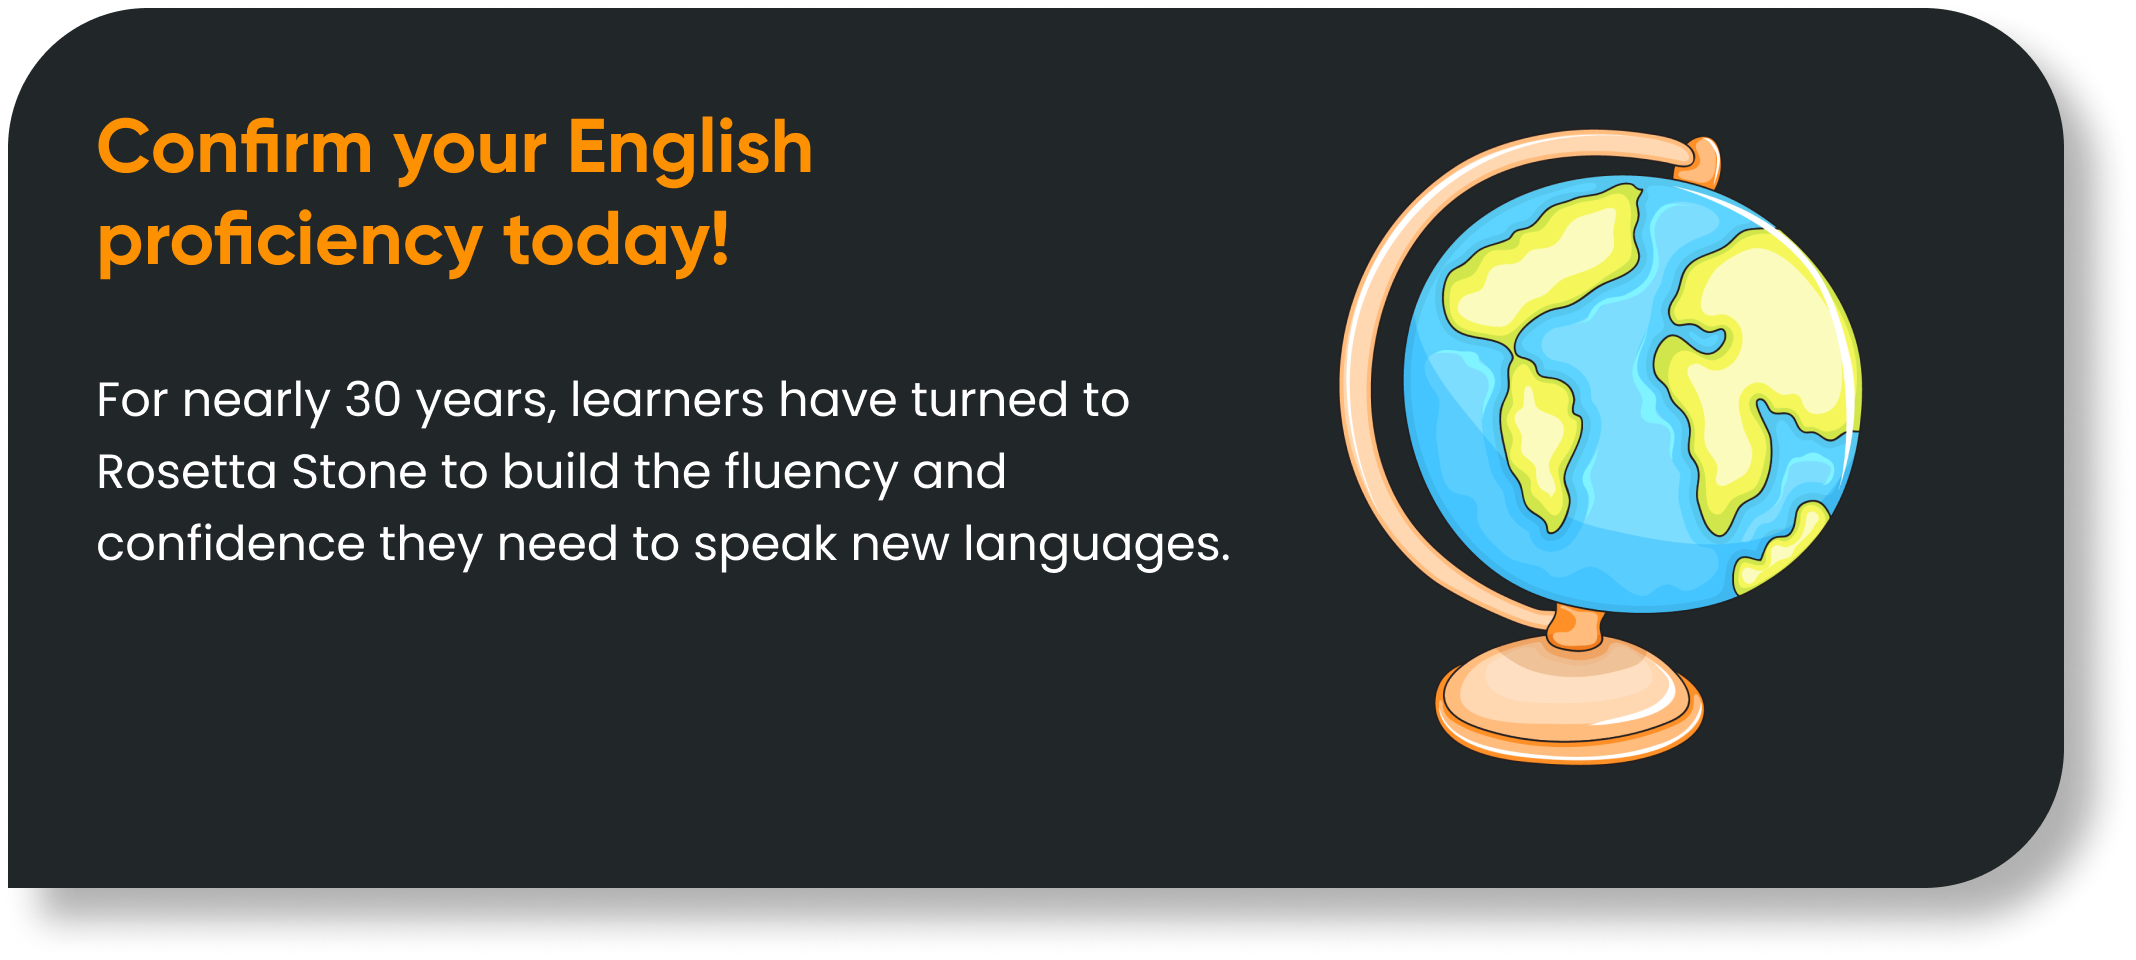 Confirm your English
proficiency today!
For nearly 30 years, learners have turned to
Rosetta Stone to build the fluency and
confidence they need to speak new languages.